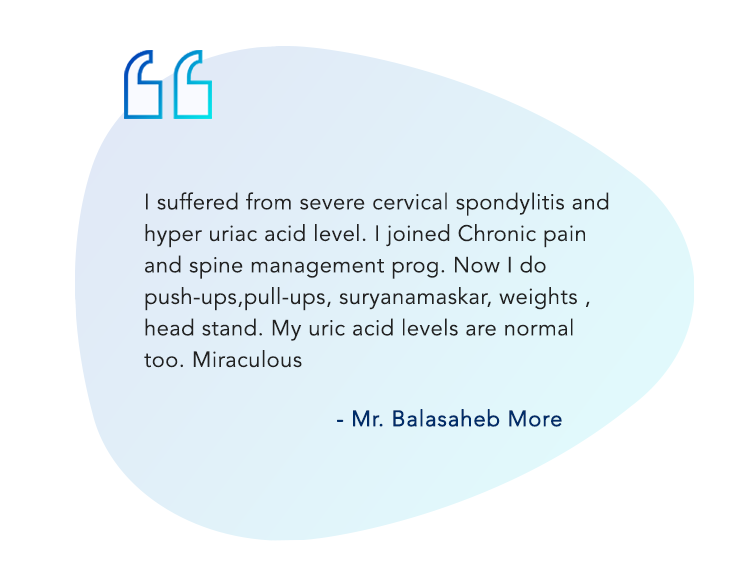 I suffered from severe cervical spondylitis and
hyper uriac acid level. I joined Chronic pain
and spine management prog. Now I do
push-ups,pull-ups, suryanamaskar, weights ,
head stand. My uric acid levels are normal
too. Miraculous
- Mr. Balasaheb More